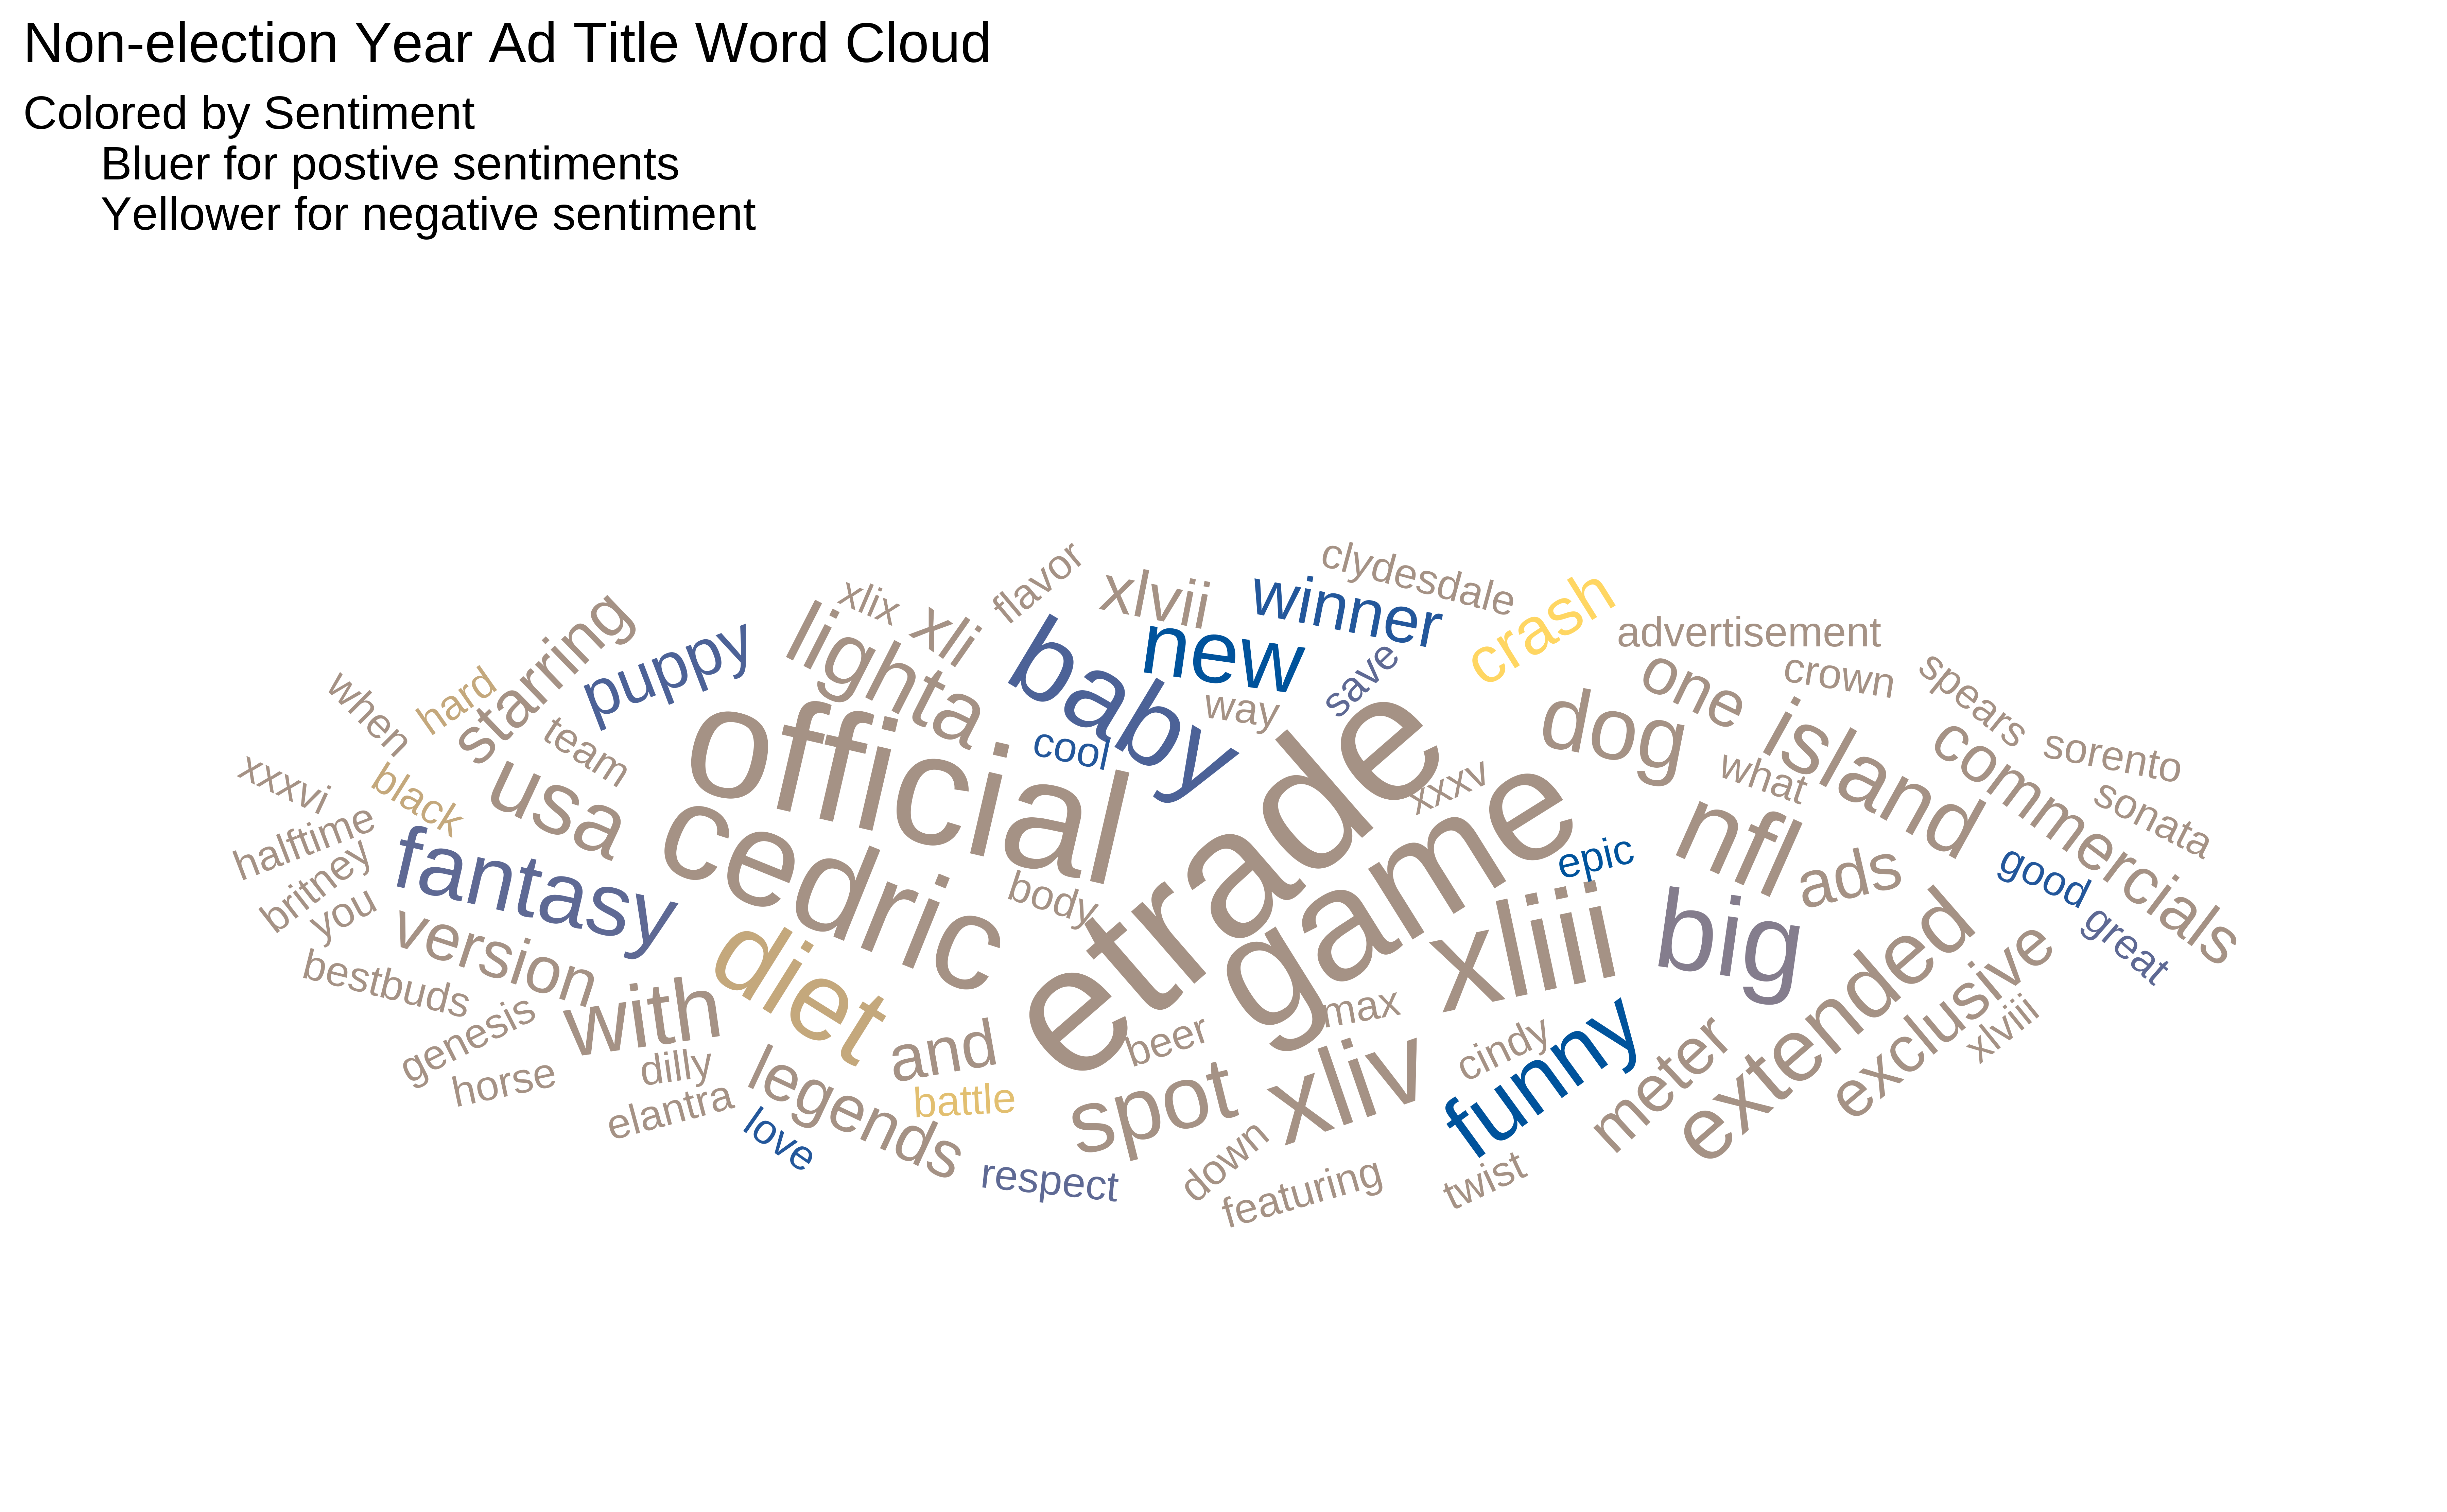 Non-election Year Ad Title Word Cloud
Colored by Sentiment
Bluer for postive sentiments
Yellower for negative sentiment
clydesdale
flavor
xlvii
xlix
winner
crash
xli
starring
puppy
lights
baby
new
save
advertisement
one
crown
spears
when
hard
team
way
cool
dog
island
what
commercials
sorento
sonata
xxxvi
black
usa
official
etrade
xxxv
halftime
britney
you
fantasy
cedric
body
game
epic
nfl
ads
good
great
version
bestbuds
genesis
horse
with
diet
and
beer
max
xliii
big
extended
exclusive
xlviii
dilly
elantra
love
legends
battle
spot
xliv
cindy
funny
meter
respect
down
featuring
twist